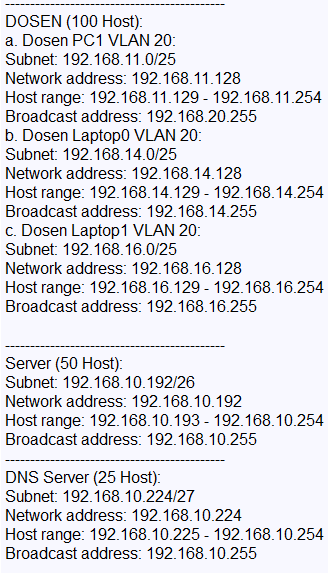 --------------------------------------------
DOSEN (100 Host):
a. Dosen PC1 VLAN 20:
Subnet: 192.168.11.0/25
Network address: 192.168.11.128
Host range: 192.168.11.129 - 192.168.11.254
Broadcast address: 192.168.20.255
b. Dosen Laptop0 VLAN 20:
Subnet: 192.168.14.0/25
Network address: 192.168.14.128
Host range: 192.168.14.129 - 192.168.14.254
Broadcast address: 192.168.14.255
c. Dosen Laptop1 VLAN 20:
Subnet: 192.168.16.0/25
Network address: 192.168.16.128
Host range: 192.168.16.129 - 192.168.16.254
Broadcast address: 192.168.16.255
--------------------------------------------
Server (50 Host):
Subnet: 192.168.10.192/26
Network address: 192.168.10.192
Host range: 192.168.10.193 - 192.168.10.254
Broadcast address: 192.168.10.255
--------------------------------------------
DNS Server (25 Host):
Subnet: 192.168.10.224/27
Network address: 192.168.10.224
Host range: 192.168.10.225 - 192.168.10.254
Broadcast address: 192.168.10.255